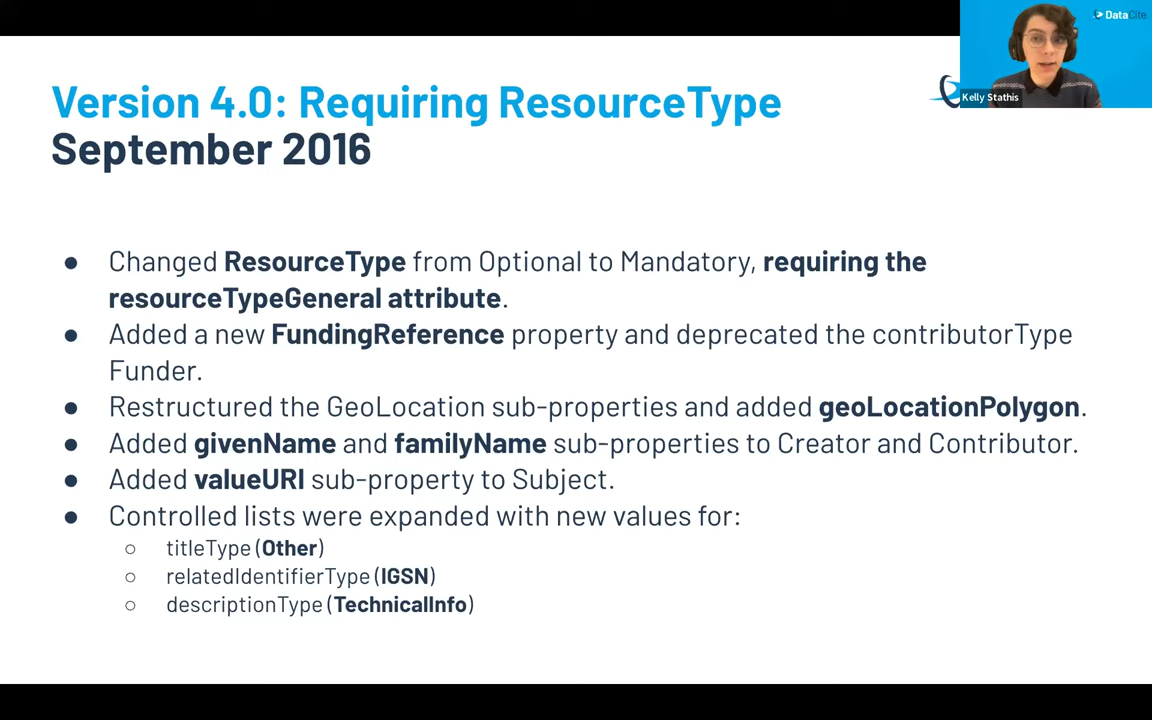 DataCite
Kelly Stathis
Version 4.0: Requiring ResourceType
September 2016
● Changed ResourceType from Optional to Mandatory, requiring the
resourceTypeGeneral attribute.
● Added a new FundingReference property and deprecated the contributorType
Funder.
● Restructured the GeoLocation sub-properties and added geoLocationPolygon.
● Added givenName and familyName sub-properties to Creator and Contributor.
● Added valueURI sub-property to Subject.
● Controlled lists were expanded with new values for:
○ titleType (Other)
○ relatedIdentifierType (IGSN)
○ descriptionType (TechnicalInfo)